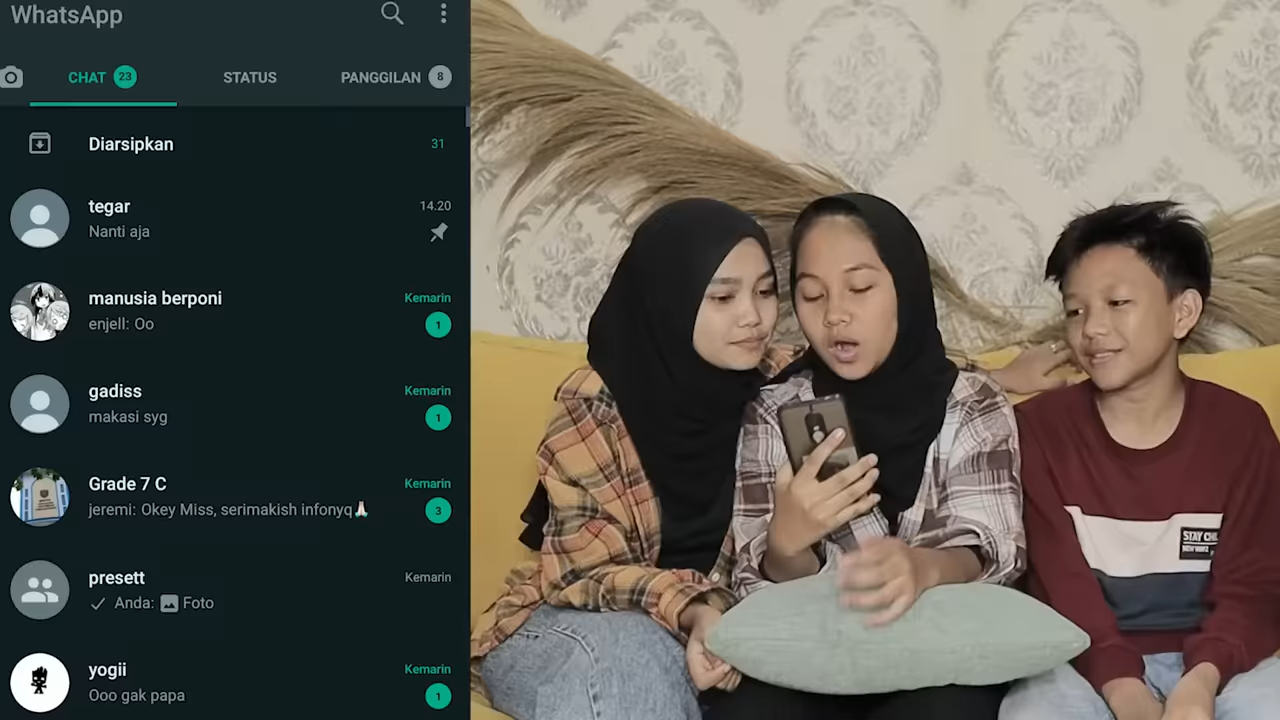 WhatsApp
CHAT 23
STATUS
PANGGILAN 8
Diarsipkan
31
tegar
14.20
Nanti aja
manusia berponi
Kemarin
enjell: Oo
1
gadiss
Kemarin
makasi syg
1
Grade 7 C
Kemarin
jeremi: Okey Miss, serimakish infonyq🙏🏻
3
presett
Kemarin
Anda: Foto
yogii
Kemarin
Ooo gak papa
1
STAY